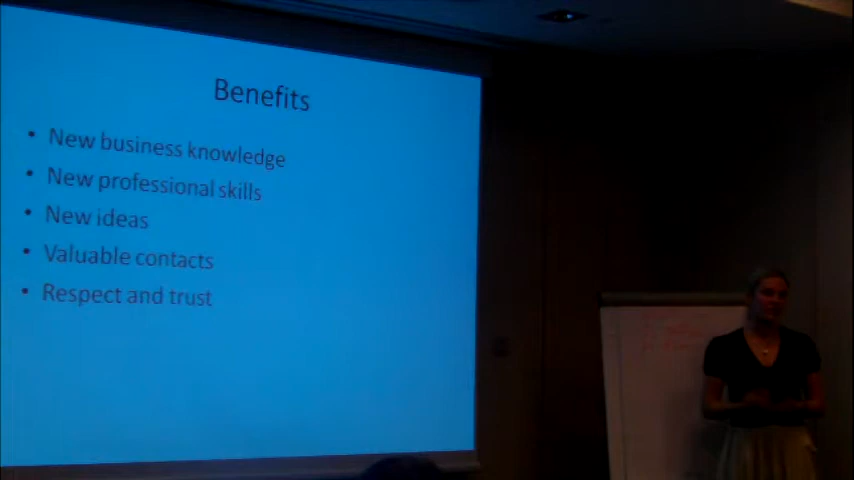 Benefits
• New business knowledge
• New professional skills
• New ideas
• Valuable contacts
• Respect and trust